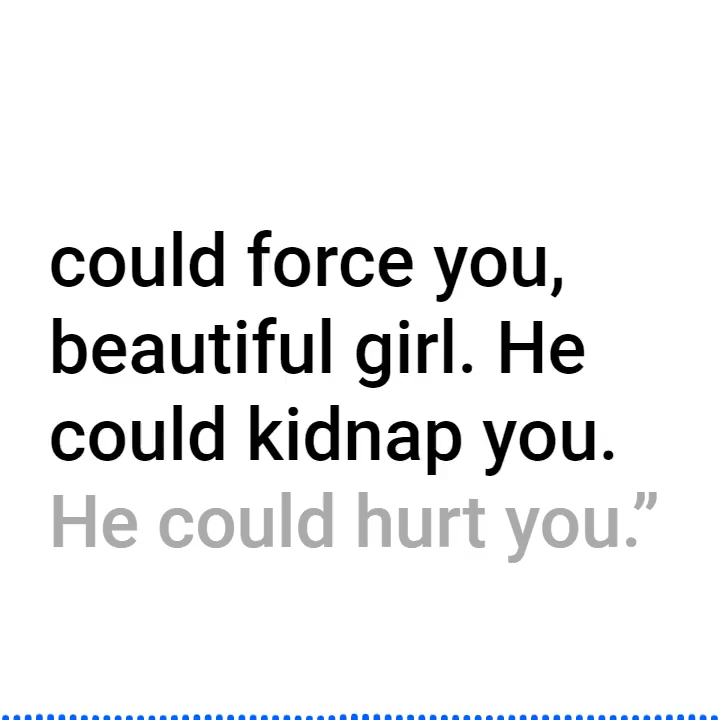 could force you,
beautiful girl. He
could kidnap you.
He could hurt you.”